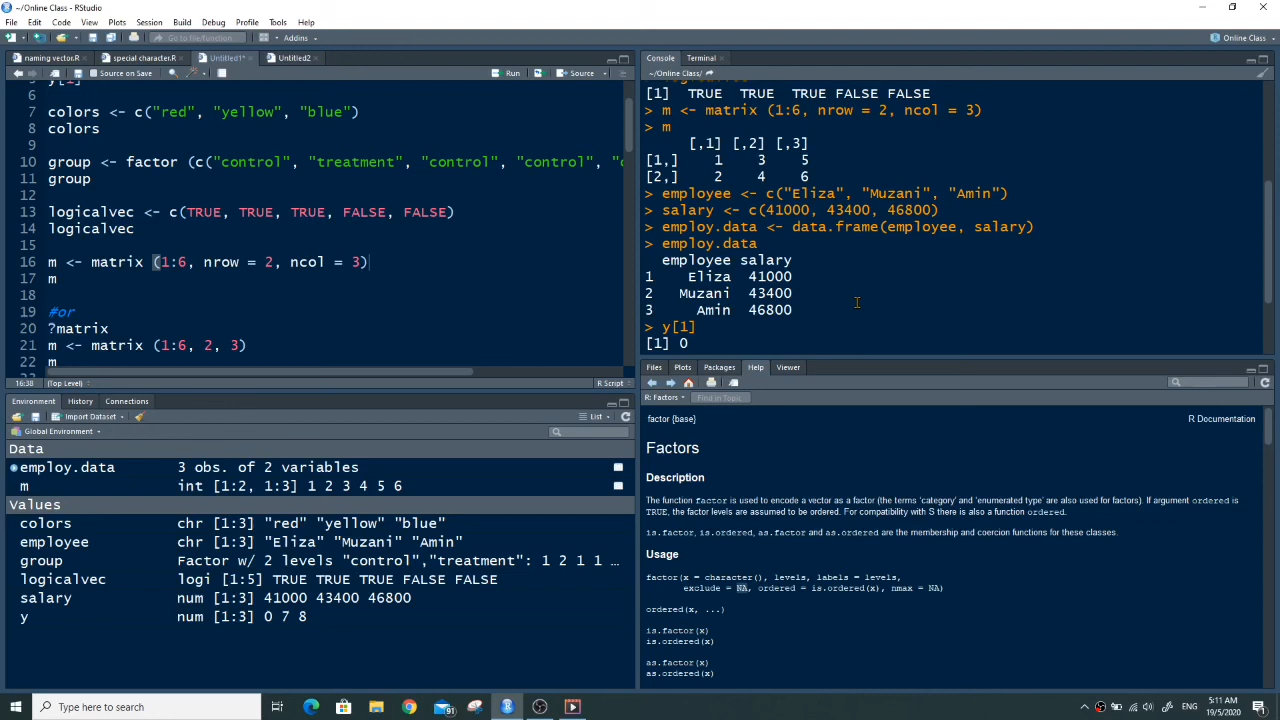 ~/Online Class - RStudio
File Edit Code View Plots Session Build Debug Profile Tools Help
Go to file/function
Addins
Online Class
naming vector.R
special character.R
Untitled1*
Untitled2
Source on Save
Run
Source
y[1]
6
7 colors <- c("red", "yellow", "blue")
8 colors
9
10 group <- factor (c("control", "treatment", "control", "control",
11 group
12
13 logicalvec <- c(TRUE, TRUE, TRUE, FALSE, FALSE)
14 logicalvec
15
16 m <- matrix (1:6, nrow = 2, ncol = 3)
17 m
18
19 #or
20 ?matrix
21 m <- matrix (1:6, 2, 3)
22 m
16:38 (Top Level) R Script
Console Terminal
~/Online Class/
[1] TRUE TRUE TRUE FALSE FALSE
> m <- matrix (1:6, nrow = 2, ncol = 3)
> m
[,1] [,2] [,3]
[1,] 1 3 5
[2,] 2 4 6
> employee <- c("Eliza", "Muzani", "Amin")
> salary <- c(41000, 43400, 46800)
> employ.data <- data.frame(employee, salary)
> employ.data
employee salary
1 Eliza 41000
2 Muzani 43400
3 Amin 46800
> y[1]
[1] 0
Environment History Connections
Import Dataset
List
Global Environment
Data
employ.data 3 obs. of 2 variables
m int [1:2, 1:3] 1 2 3 4 5 6
Values
colors chr [1:3] "red" "yellow" "blue"
employee chr [1:3] "Eliza" "Muzani" "Amin"
group Factor w/ 2 levels "control","treatment": 1 2 1 1 ...
logicalvec logi [1:5] TRUE TRUE TRUE FALSE FALSE
salary num [1:3] 41000 43400 46800
y num [1:3] 0 7 8
Files Plots Packages Help Viewer
R: Factors Find in Topic
factor {base} R Documentation
Factors
Description
The function factor is used to encode a vector as a factor (the terms 'category' and 'enumerated type' are also used for factors). If argument ordered is
TRUE, the factor levels are assumed to be ordered. For compatibility with S there is also a function ordered.
is.factor, is.ordered, as.factor and as.ordered are the membership and coercion functions for these classes.
Usage
factor(x = character(), levels, labels = levels,
exclude = NA, ordered = is.ordered(x), nmax = NA)
ordered(x, ...)
is.factor(x)
is.ordered(x)
as.factor(x)
as.ordered(x)
Type here to search
91
5:11 AM
19/5/2020
1